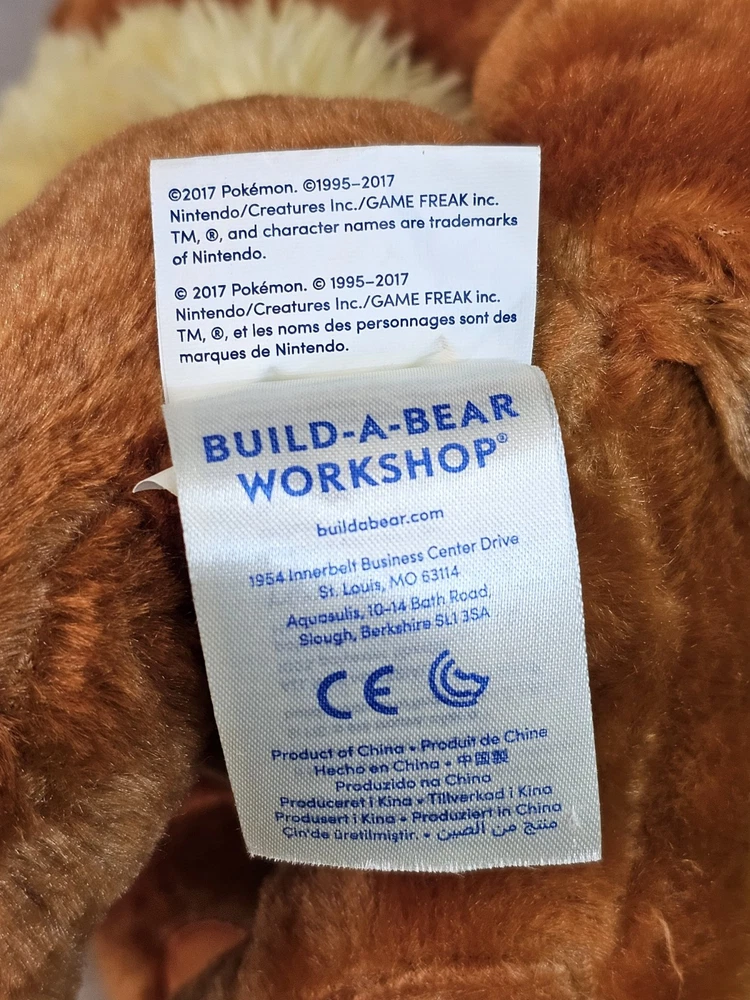 ©2017 Pokémon. ©1995–2017
Nintendo/Creatures Inc./GAME FREAK inc.
TM, ®, and character names are trademarks
of Nintendo.
© 2017 Pokémon. © 1995–2017
Nintendo/Creatures Inc./GAME FREAK inc.
TM, ®, et les noms des personnages sont des
marques de Nintendo.
BUILD-A-BEAR
WORKSHOP®
buildabear.com
1954 Innerbelt Business Center Drive
St. Louis, MO 63114
Aquasulis, 10-14 Bath Road,
Slough, Berkshire SL1 3SA
CE
Product of China • Produit de Chine
Hecho en China • 中国製
Produzido na China
Produceret i Kina • Tillverkad i Kina
Produsert i Kina • Produziert in China
Çin'de üretilmiştir. • منتج من الصين